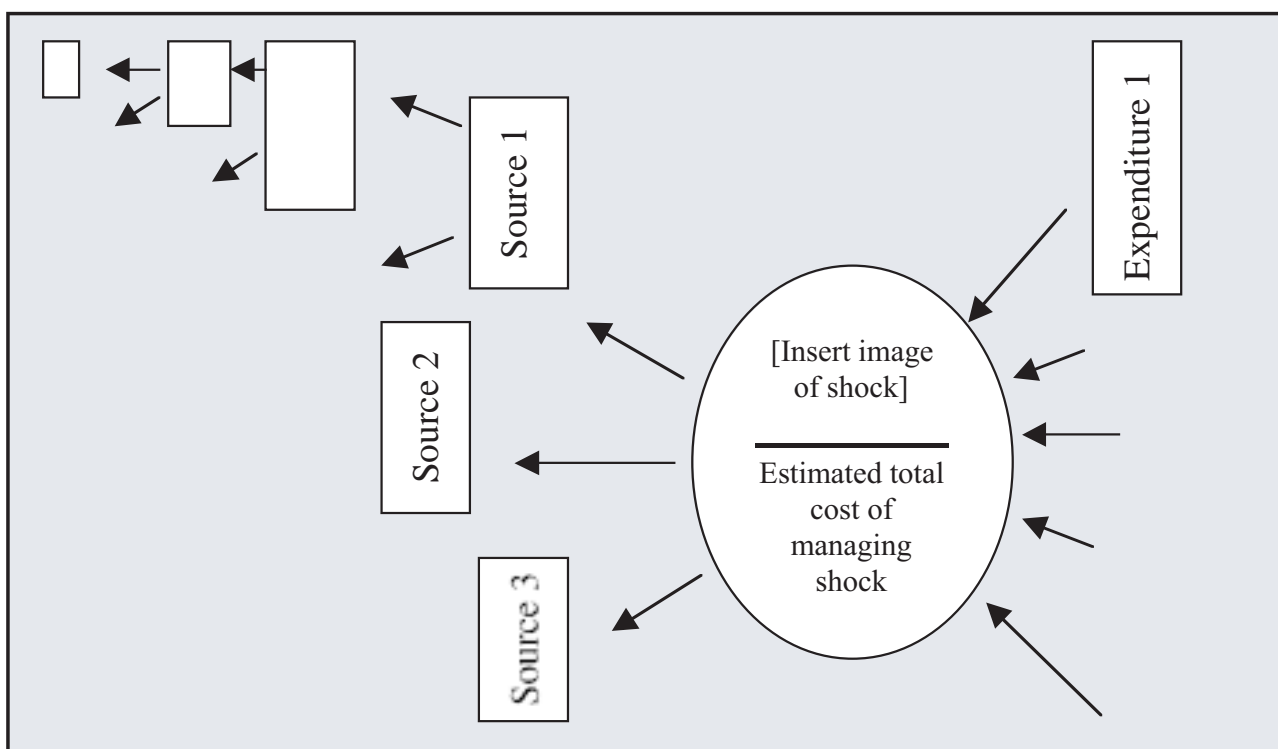 Source 1
Expenditure 1
Source 2
[Insert image
of shock]
Estimated total
cost of
managing
shock
Source 3